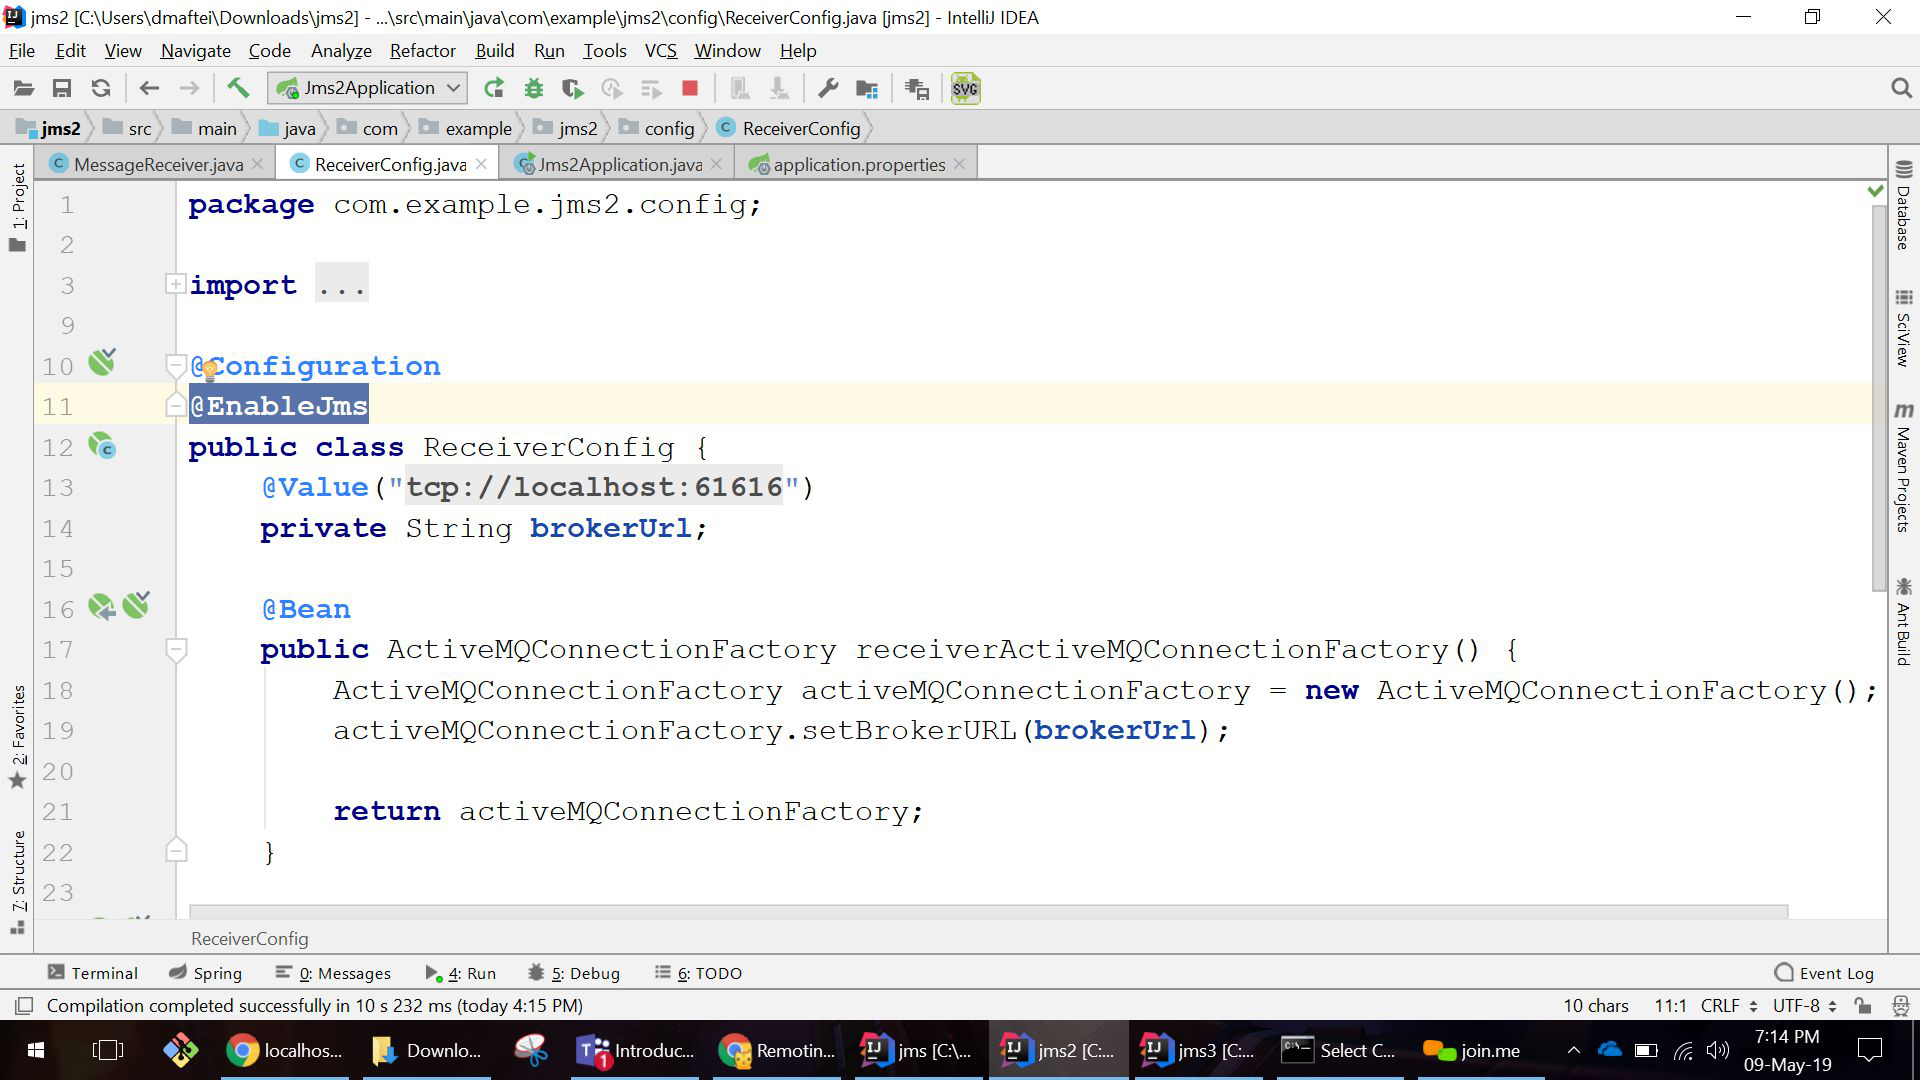 jms2 [C:\Users\dmaftei\Downloads\jms2] - ...\src\main\java\com\example\jms2\config\ReceiverConfig.java [jms2] - IntelliJ IDEA
File Edit View Navigate Code Analyze Refactor Build Run Tools VCS Window Help
Jms2Application
SVG
jms2 src main java com example jms2 config ReceiverConfig
MessageReceiver.java ReceiverConfig.java Jms2Application.java application.properties
1: Project
2: Favorites
7: Structure
1 package com.example.jms2.config;
2
3 import ...
9
10 @Configuration
11 @EnableJms
12 public class ReceiverConfig {
13 @Value("tcp://localhost:61616")
14 private String brokerUrl;
15
16 @Bean
17 public ActiveMQConnectionFactory receiverActiveMQConnectionFactory() {
18 ActiveMQConnectionFactory activeMQConnectionFactory = new ActiveMQConnectionFactory();
19 activeMQConnectionFactory.setBrokerURL(brokerUrl);
20
21 return activeMQConnectionFactory;
22 }
23
Database
SciView
Maven Projects
Ant Build
ReceiverConfig
Terminal Spring 0: Messages 4: Run 5: Debug 6: TODO Event Log
Compilation completed successfully in 10 s 232 ms (today 4:15 PM) 10 chars 11:1 CRLF UTF-8
localhos... Downlo... Introduc... Remotin... jms [C:\... jms2 [C:... jms3 [C:... Select C... join.me
7:14 PM
09-May-19